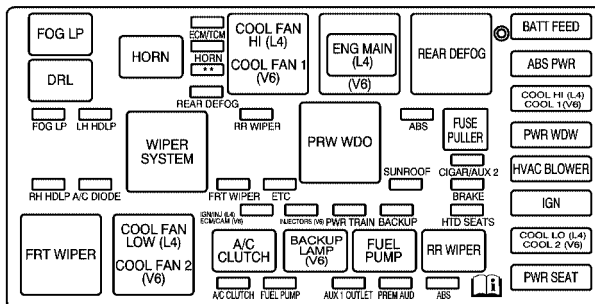 FOG LP
DRL
HORN
ECM/TCM
HORN
**
REAR DEFOG
COOL FAN
HI (L4)
COOL FAN 1
(V6)
ENG MAIN
(L4)
(V6)
REAR DEFOG
BATT FEED
ABS PWR
COOL HI (L4)
COOL 1 (V6)
PWR WDW
HVAC BLOWER
IGN
COOL LO (L4)
COOL 2 (V6)
PWR SEAT
FOG LP
LH HDLP
WIPER
SYSTEM
RR WIPER
PRW WDO
ABS
FUSE
PULLER
CIGAR/AUX 2
SUNROOF
BRAKE
RH HDLP
A/C DIODE
FRT WIPER
ETC
IGN/INJ (L4)
ECM/CAM (V6)
INJECTORS (V6)
PWR TRAIN
BACKUP
HTD SEATS
FRT WIPER
COOL FAN
LOW (L4)
COOL FAN 2
(V6)
A/C
CLUTCH
BACKUP
LAMP
(V6)
FUEL
PUMP
RR WIPER
A/C CLUTCH
FUEL PUMP
AUX 1 OUTLET
PREM AUD
ABS